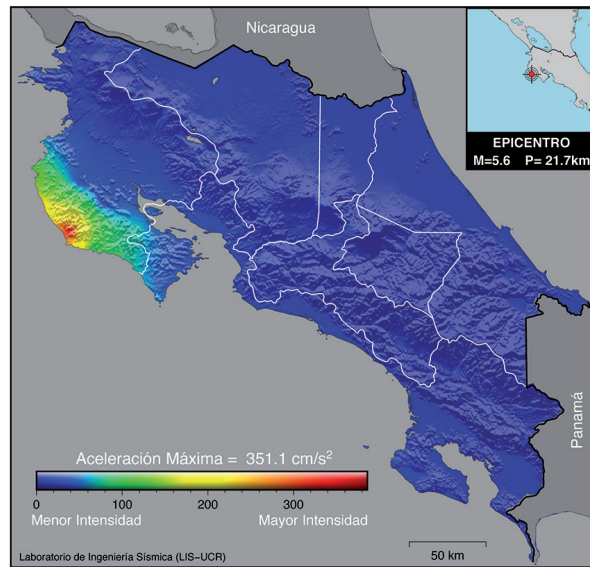 Nicaragua
EPICENTRO
M=5.6 P= 21.7km
Panamá
Aceleración Máxima = 351.1 cm/s²
0 100 200 300
Menor Intensidad Mayor Intensidad
Laboratorio de Ingeniería Sísmica (LIS-UCR)
50 km